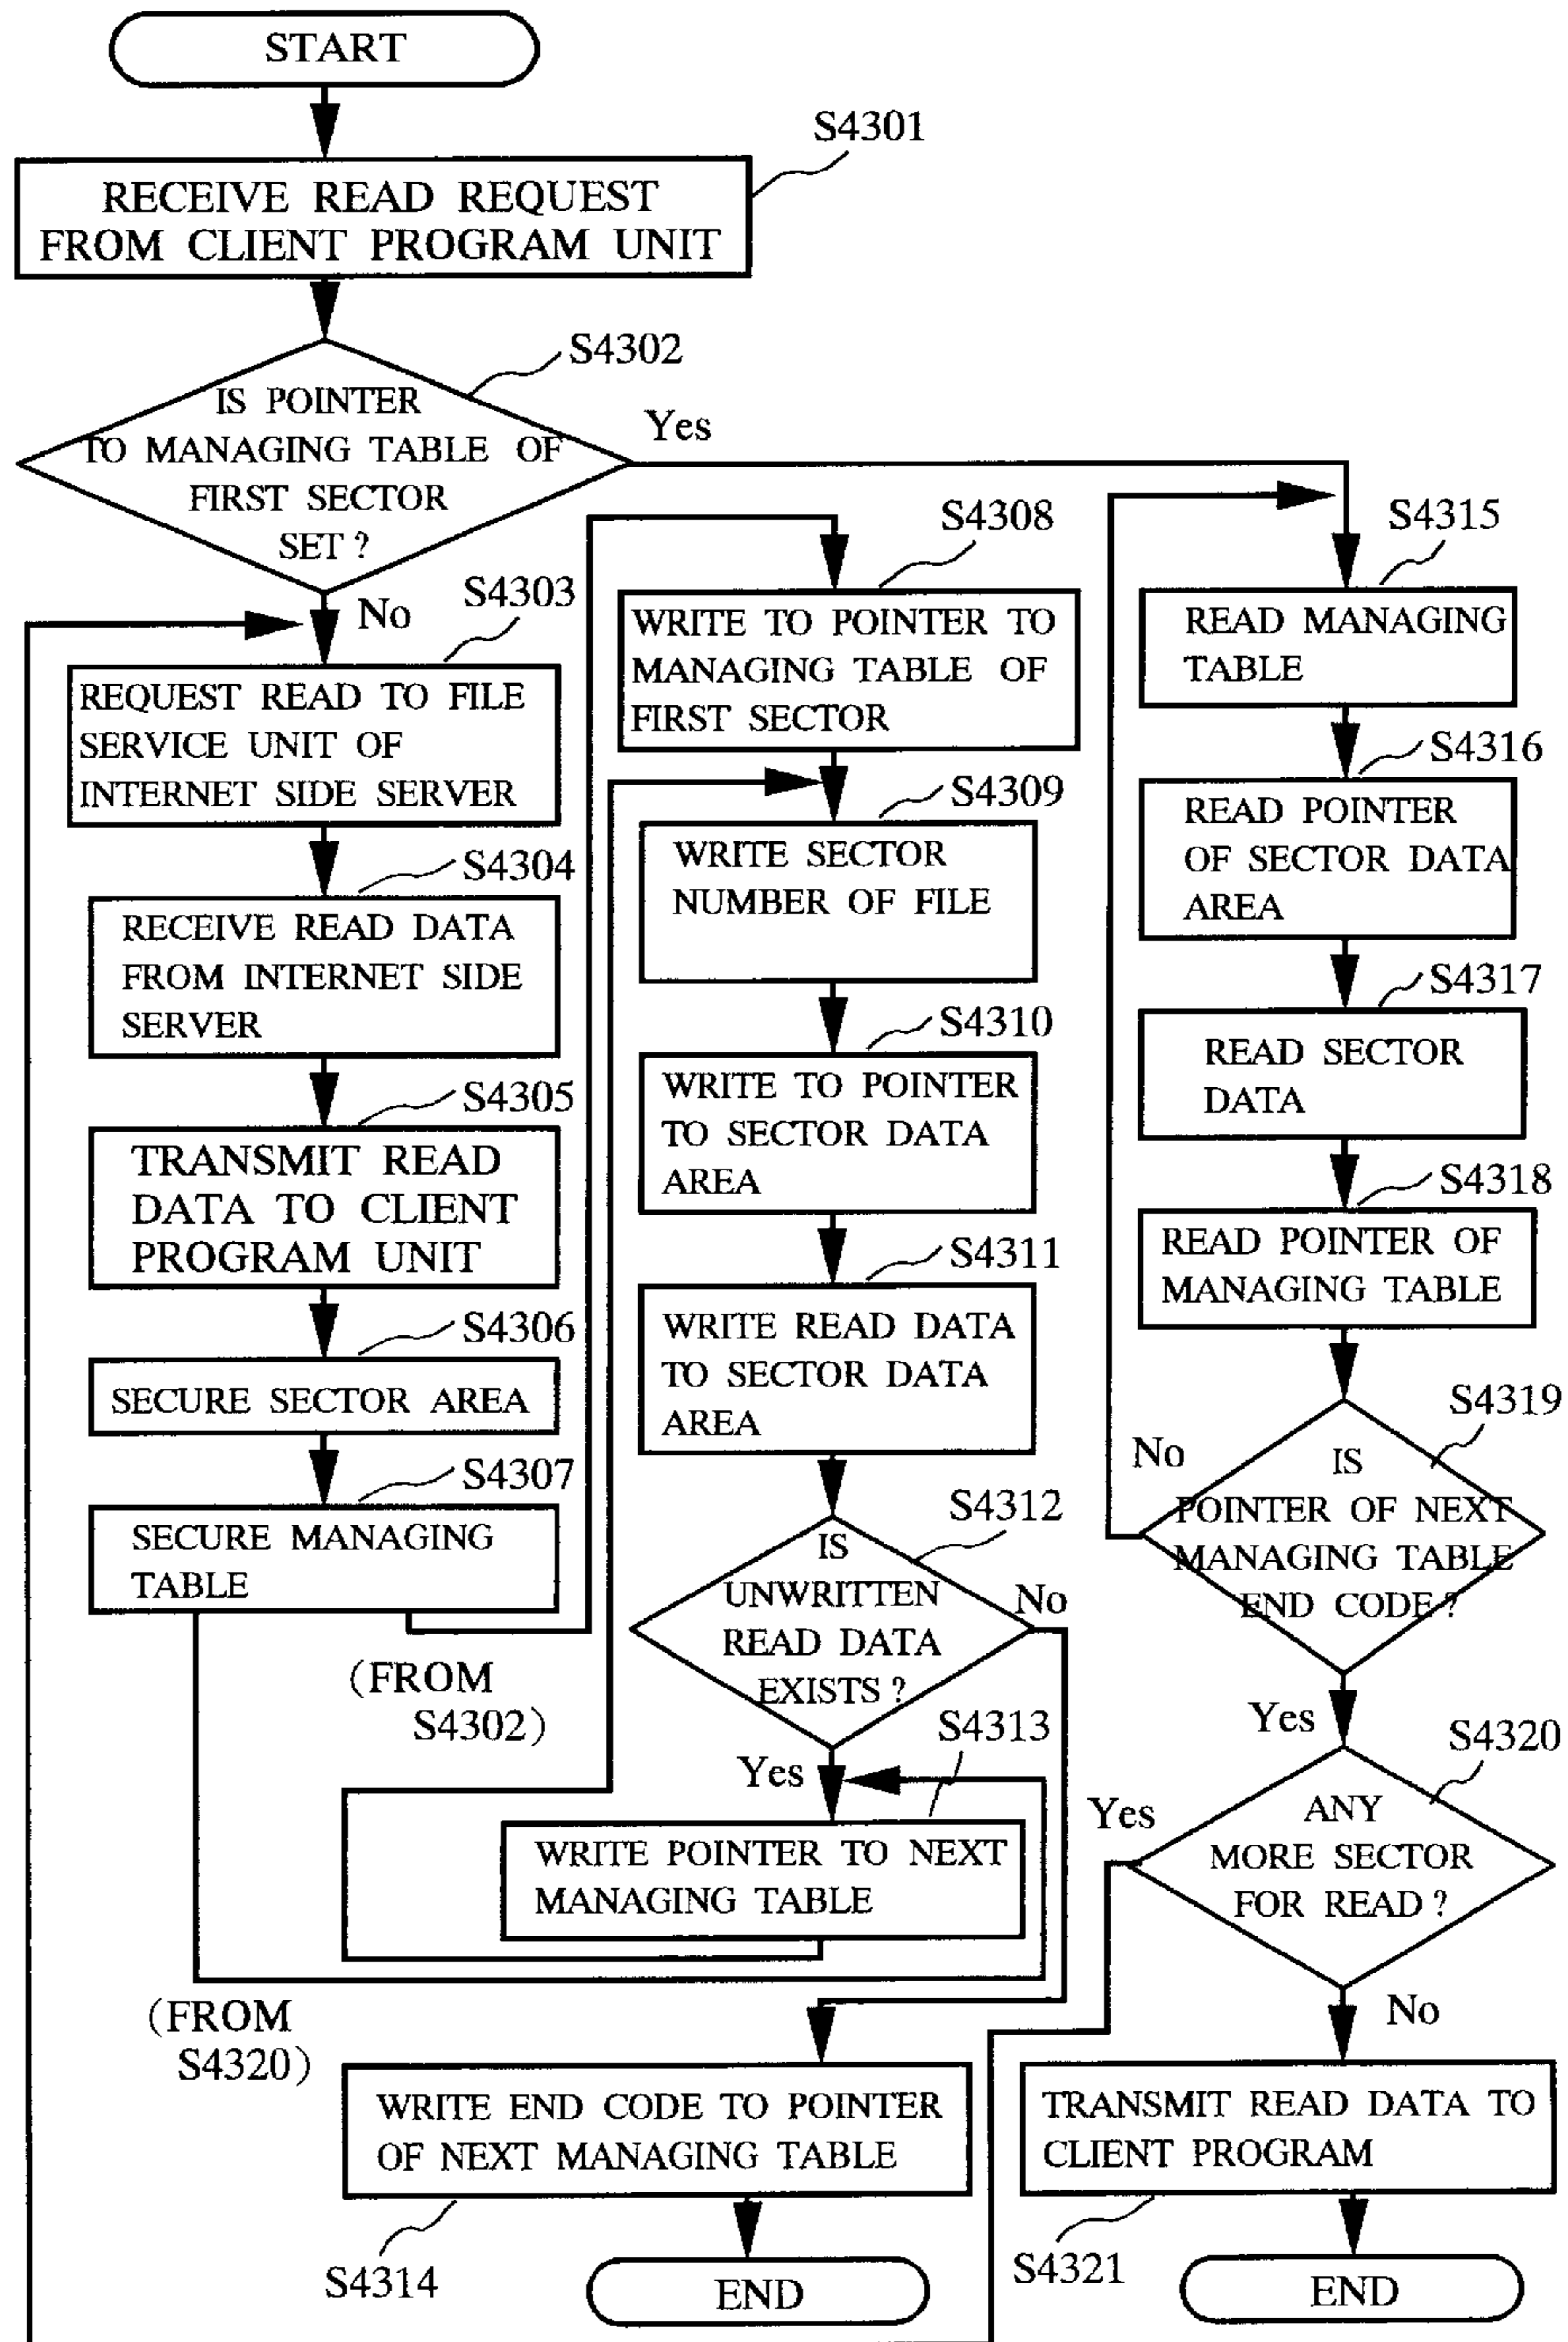 START
S4301
RECEIVE READ REQUEST
FROM CLIENT PROGRAM UNIT
S4302
IS POINTER
TO MANAGING TABLE OF
FIRST SECTOR
SET?
Yes
No
S4303
REQUEST READ TO FILE
SERVICE UNIT OF
INTERNET SIDE SERVER
S4304
RECEIVE READ DATA
FROM INTERNET SIDE
SERVER
S4305
TRANSMIT READ
DATA TO CLIENT
PROGRAM UNIT
S4306
SECURE SECTOR AREA
S4307
SECURE MANAGING
TABLE
(FROM
S4302)
(FROM
S4320)
S4308
WRITE TO POINTER TO
MANAGING TABLE OF
FIRST SECTOR
S4309
WRITE SECTOR
NUMBER OF FILE
S4310
WRITE TO POINTER
TO SECTOR DATA
AREA
S4311
WRITE READ DATA
TO SECTOR DATA
AREA
S4312
IS
UNWRITTEN
READ DATA
EXISTS?
No
Yes
S4313
WRITE POINTER TO NEXT
MANAGING TABLE
WRITE END CODE TO POINTER
OF NEXT MANAGING TABLE
S4314
END
S4315
READ MANAGING
TABLE
S4316
READ POINTER
OF SECTOR DATA
AREA
S4317
READ SECTOR
DATA
S4318
READ POINTER OF
MANAGING TABLE
S4319
No
IS
POINTER OF NEXT
MANAGING TABLE
END CODE?
Yes
S4320
Yes
ANY
MORE SECTOR
FOR READ?
No
TRANSMIT READ DATA TO
CLIENT PROGRAM
S4321
END